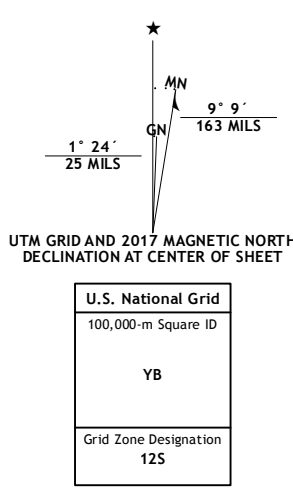 ★
MN
GN
9° 9´
163 MILS
1° 24´
25 MILS
UTM GRID AND 2017 MAGNETIC NORTH
DECLINATION AT CENTER OF SHEET
U.S. National Grid
100,000-m Square ID
YB
Grid Zone Designation
12S